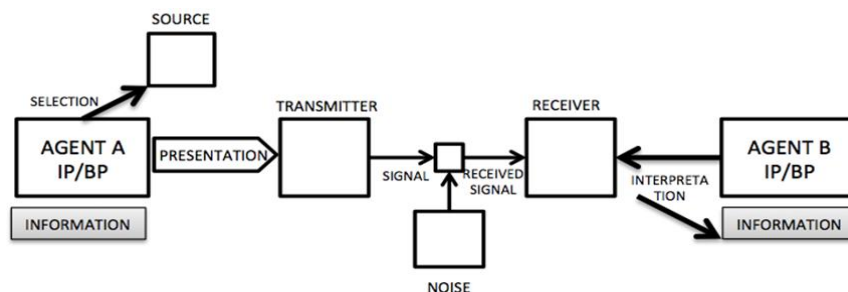 SOURCE
SELECTION
TRANSMITTER
RECEIVER
AGENT A
IP/BP
PRESENTATION
SIGNAL
RECEIVED
SIGNAL
AGENT B
IP/BP
INTERPRETA
TION
INFORMATION
INFORMATION
NOISE